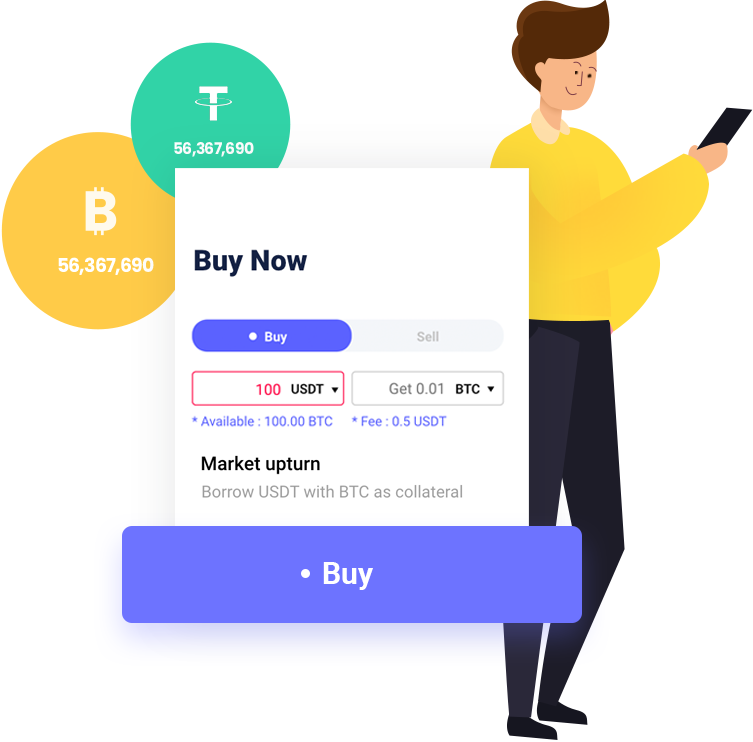 56,367,690
56,367,690
Buy Now
Buy
Sell
100 USDT
Get 0.01 BTC
* Available : 100.00 BTC
* Fee : 0.5 USDT
Market upturn
Borrow USDT with BTC as collateral
• Buy